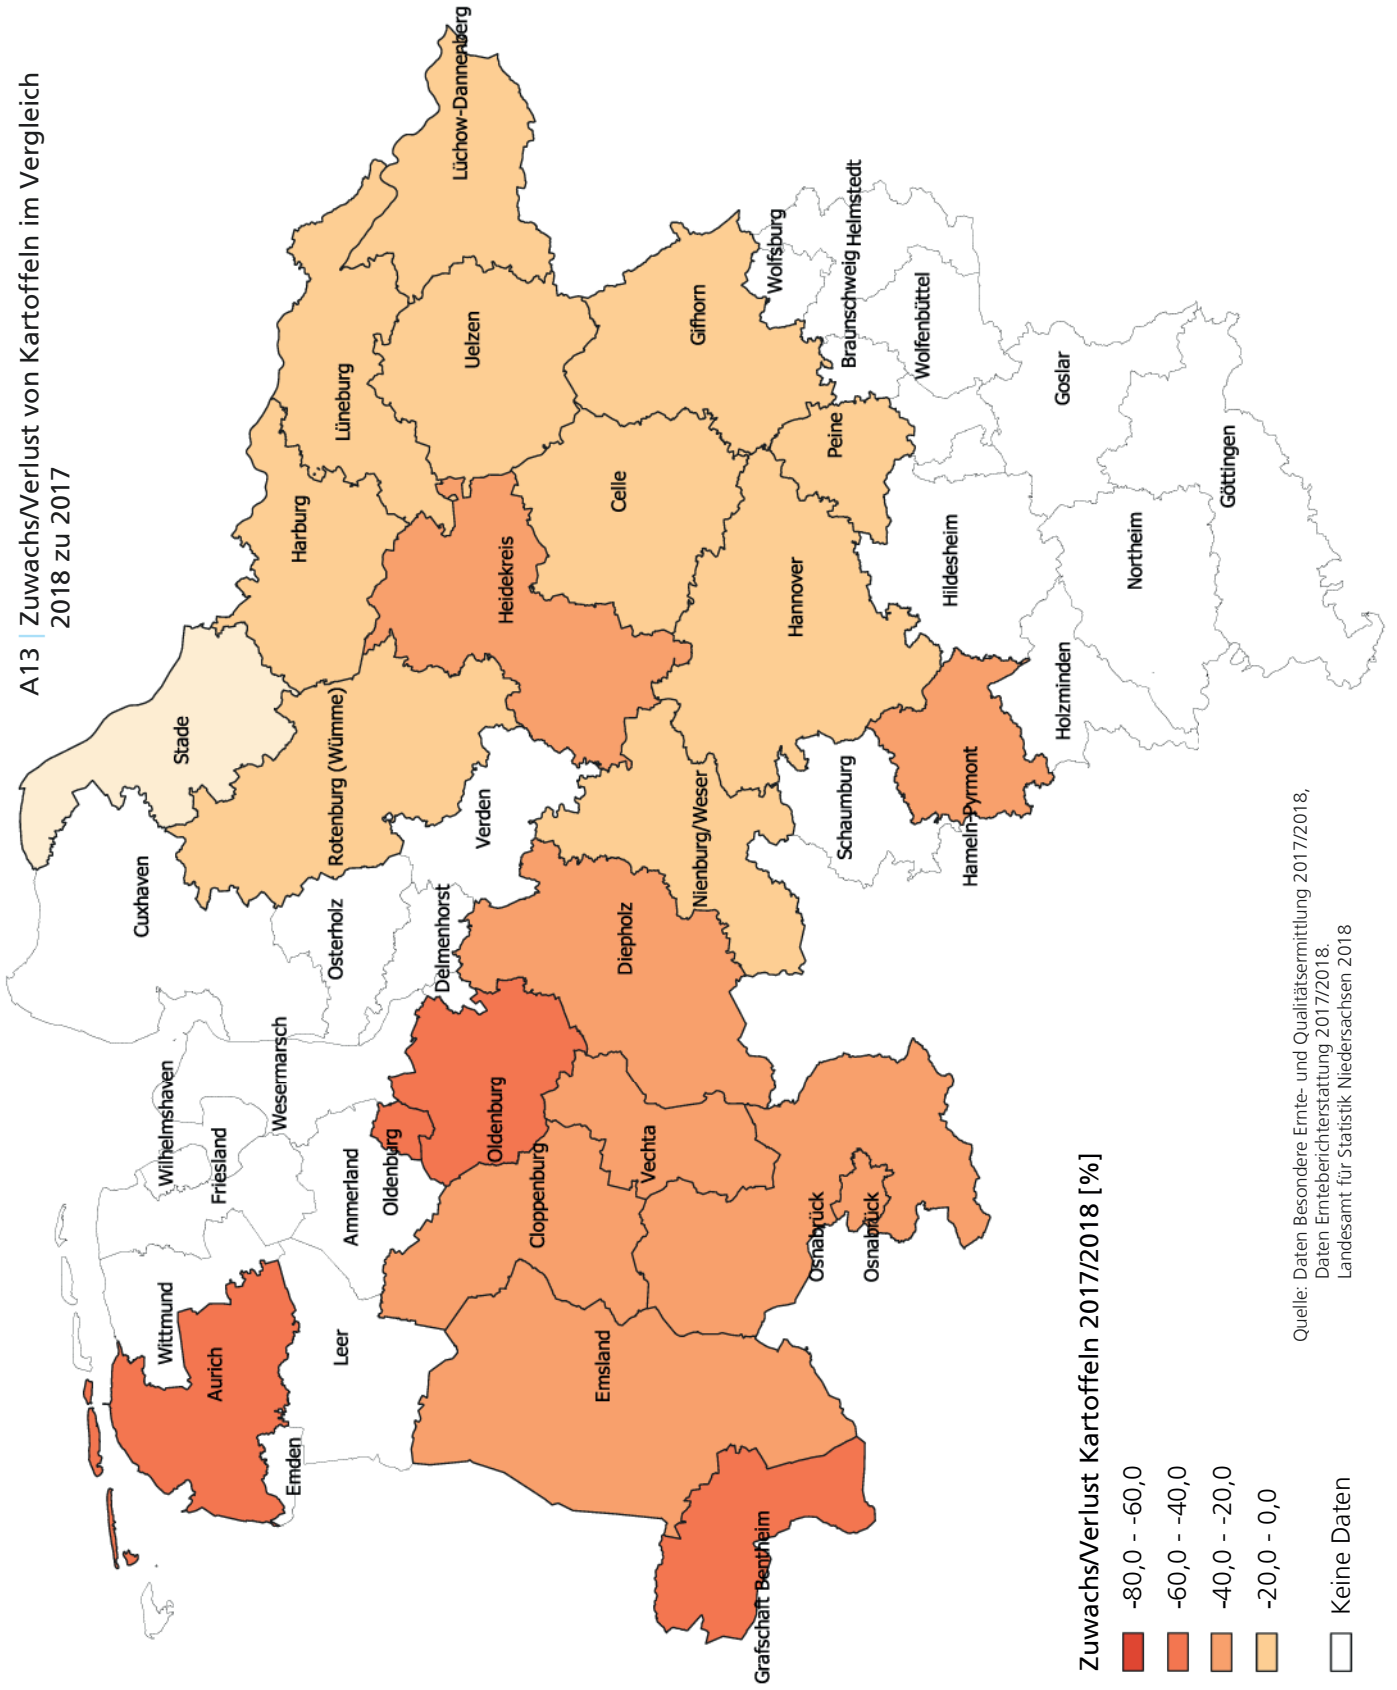 A13 | Zuwachs/Verlust von Kartoffeln im Vergleich
2018 zu 2017
Cuxhaven
Stade
Wilhelmshaven
Wittmund
Friesland
Aurich
Wesermarsch
Emden
Harburg
Osterholz
Rotenburg (Wümme)
Lüneburg
Leer
Ammerland
Oldenburg
Delmenhorst
Lüchow-Dannenberg
Verden
Uelzen
Oldenburg
Heidekreis
Cloppenburg
Emsland
Diepholz
Celle
Vechta
Nienburg/Weser
Gifhorn
Grafschaft Bentheim
Hannover
Wolfsburg
Osnabrück
Osnabrück
Schaumburg
Peine
Braunschweig
Helmstedt
Wolfenbüttel
Hildesheim
Hameln-Pyrmont
Holzminden
Goslar
Northeim
Göttingen
Zuwachs/Verlust Kartoffeln 2017/2018 [%]
-80,0 - -60,0
-60,0 - -40,0
-40,0 - -20,0
-20,0 - 0,0
Keine Daten
Quelle: Daten Besondere Ernte- und Qualitätsermittlung 2017/2018,
Daten Ernteberichterstattung 2017/2018.
Landesamt für Statistik Niedersachsen 2018